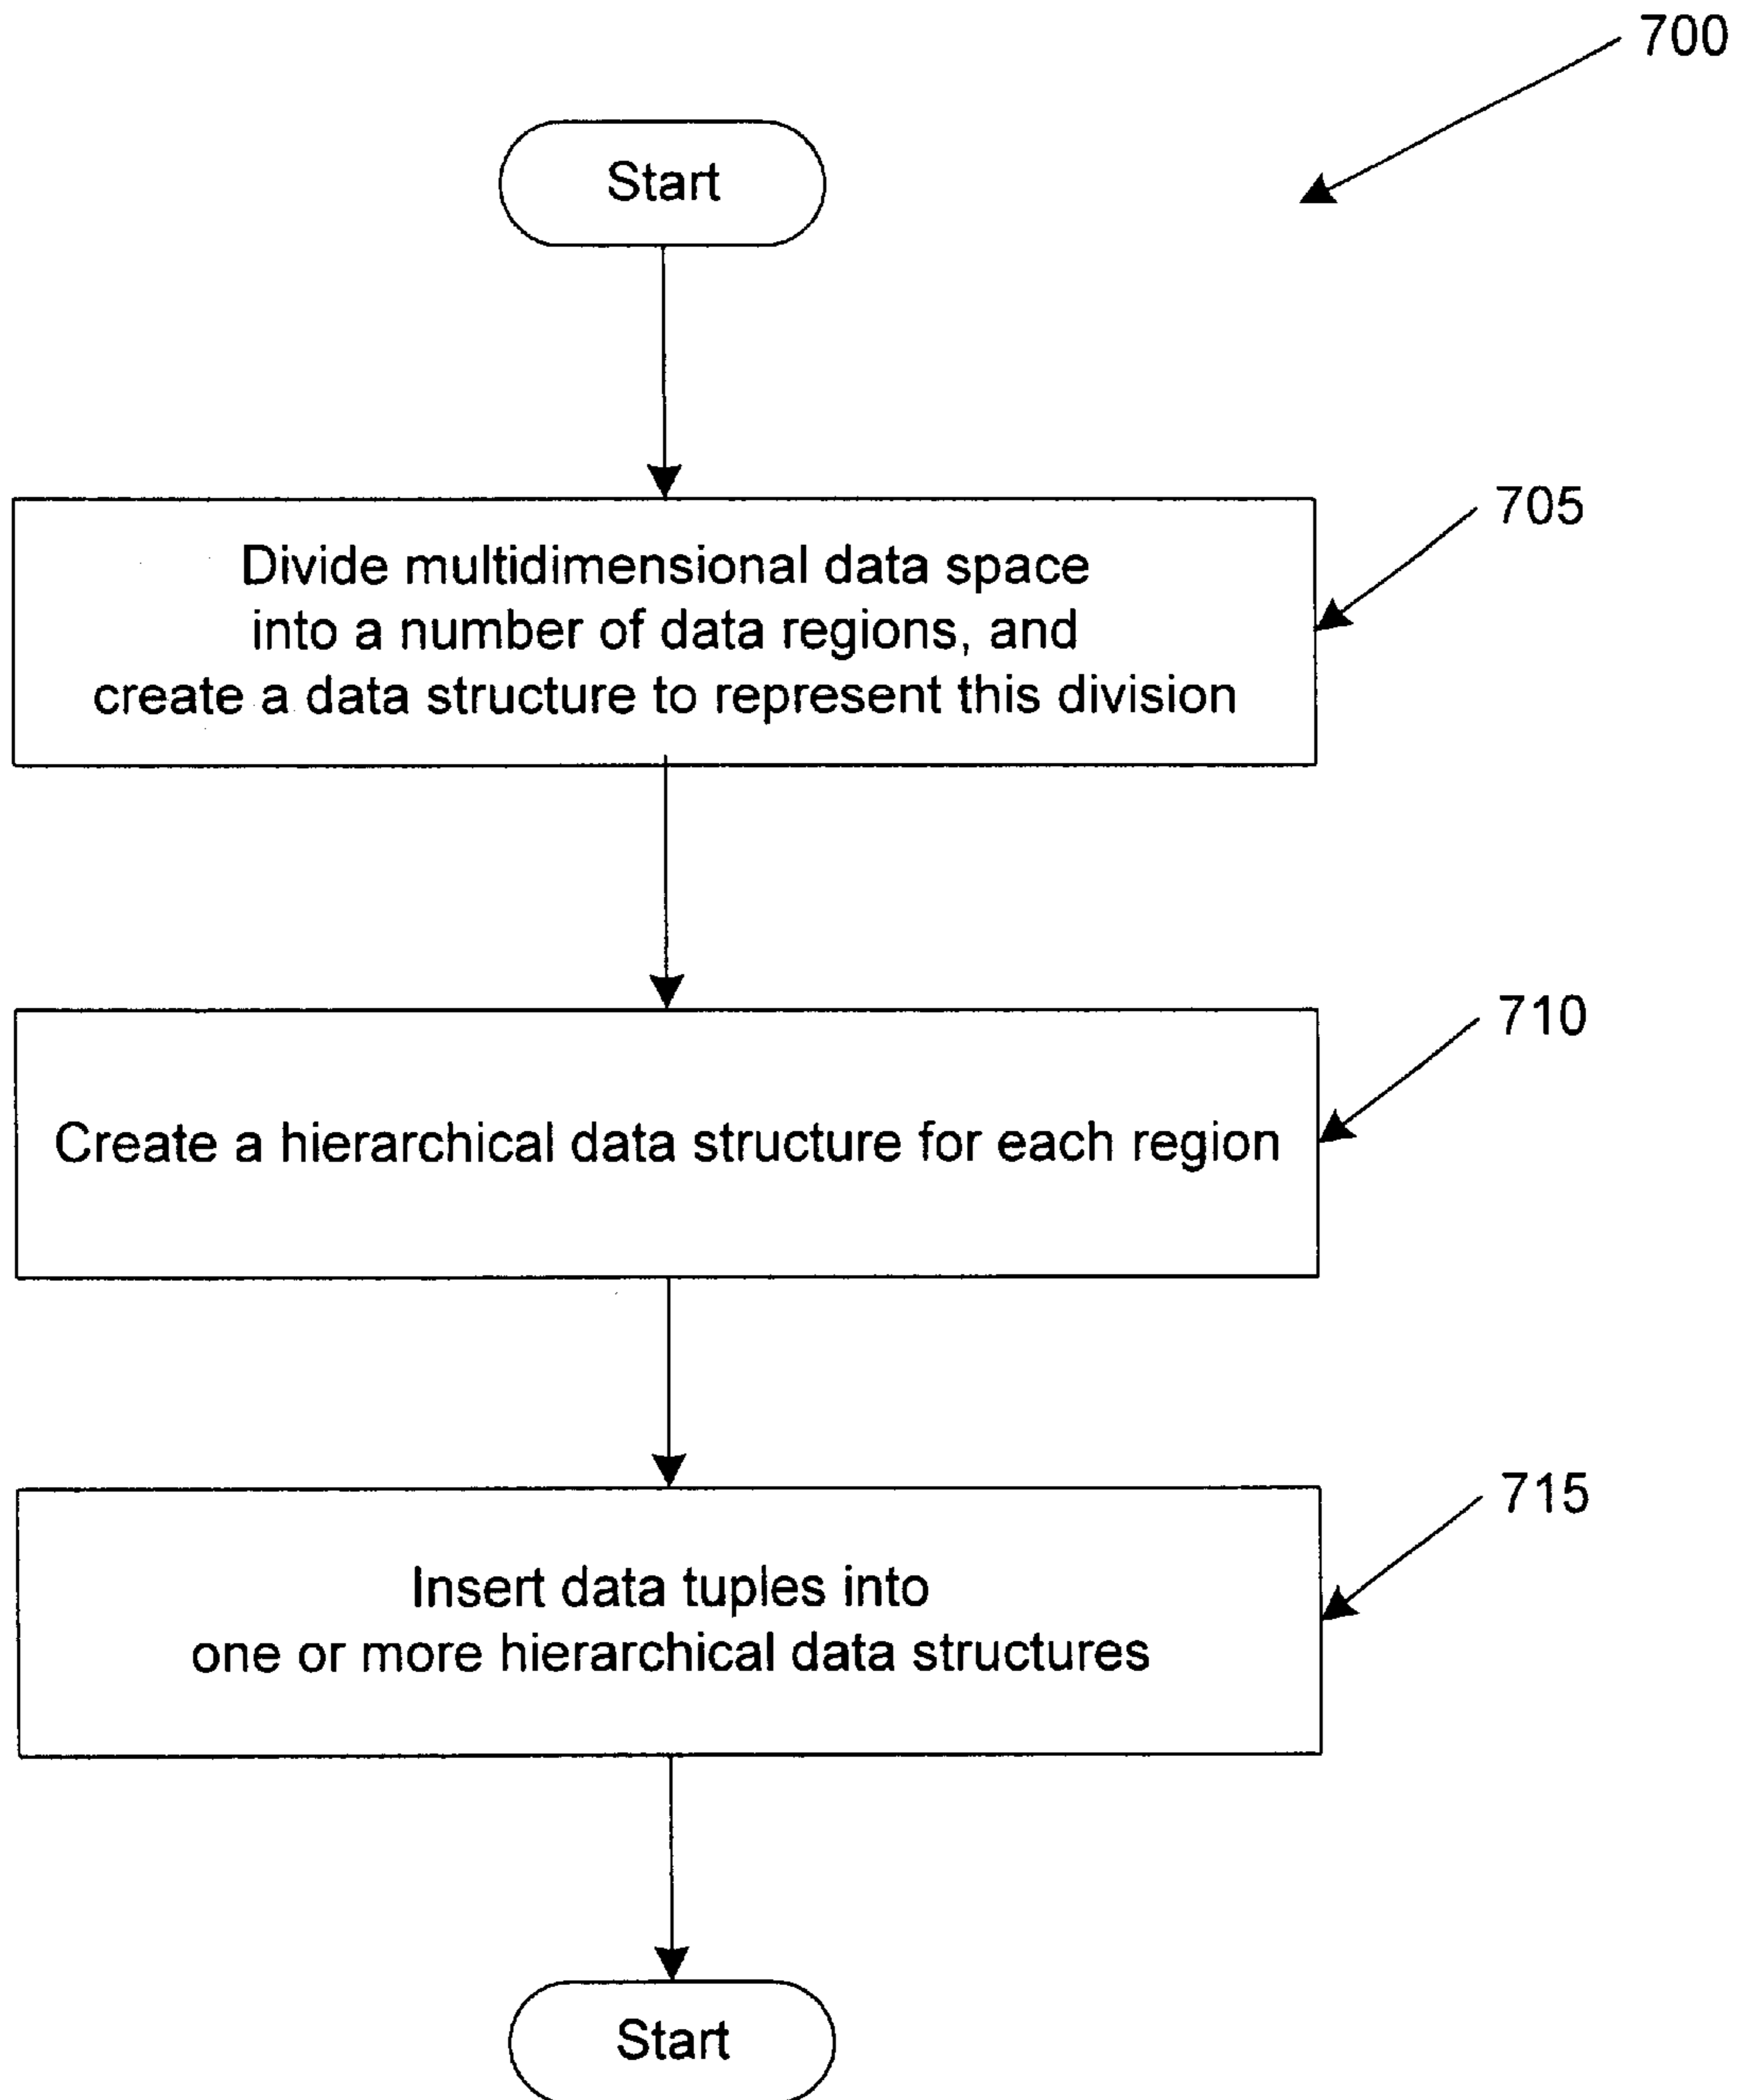 700
Start
705
Divide multidimensional data space
into a number of data regions, and
create a data structure to represent this division
710
Create a hierarchical data structure for each region
715
Insert data tuples into
one or more hierarchical data structures
Start